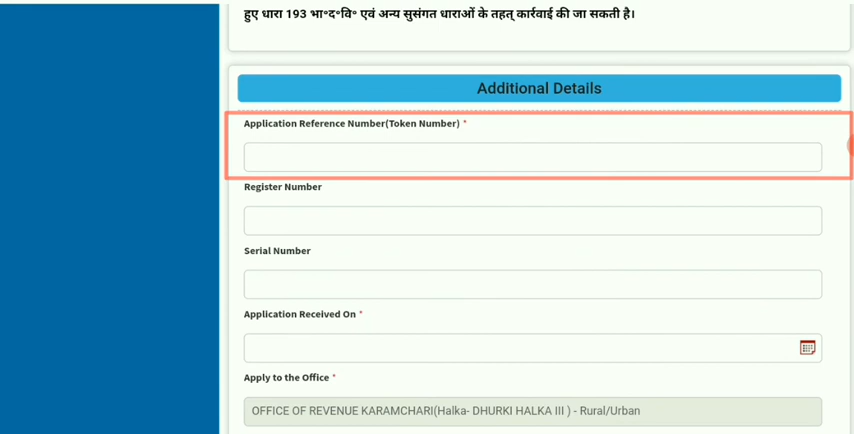 हुए धारा 193 भा०द०वि० एवं अन्य सुसंगत धाराओं के तहत् कार्रवाई की जा सकती है।
Additional Details
Application Reference Number(Token Number) *
Register Number
Serial Number
Application Received On *
Apply to the Office *
OFFICE OF REVENUE KARAMCHARI(Halka- DHURKI HALKA III ) - Rural/Urban